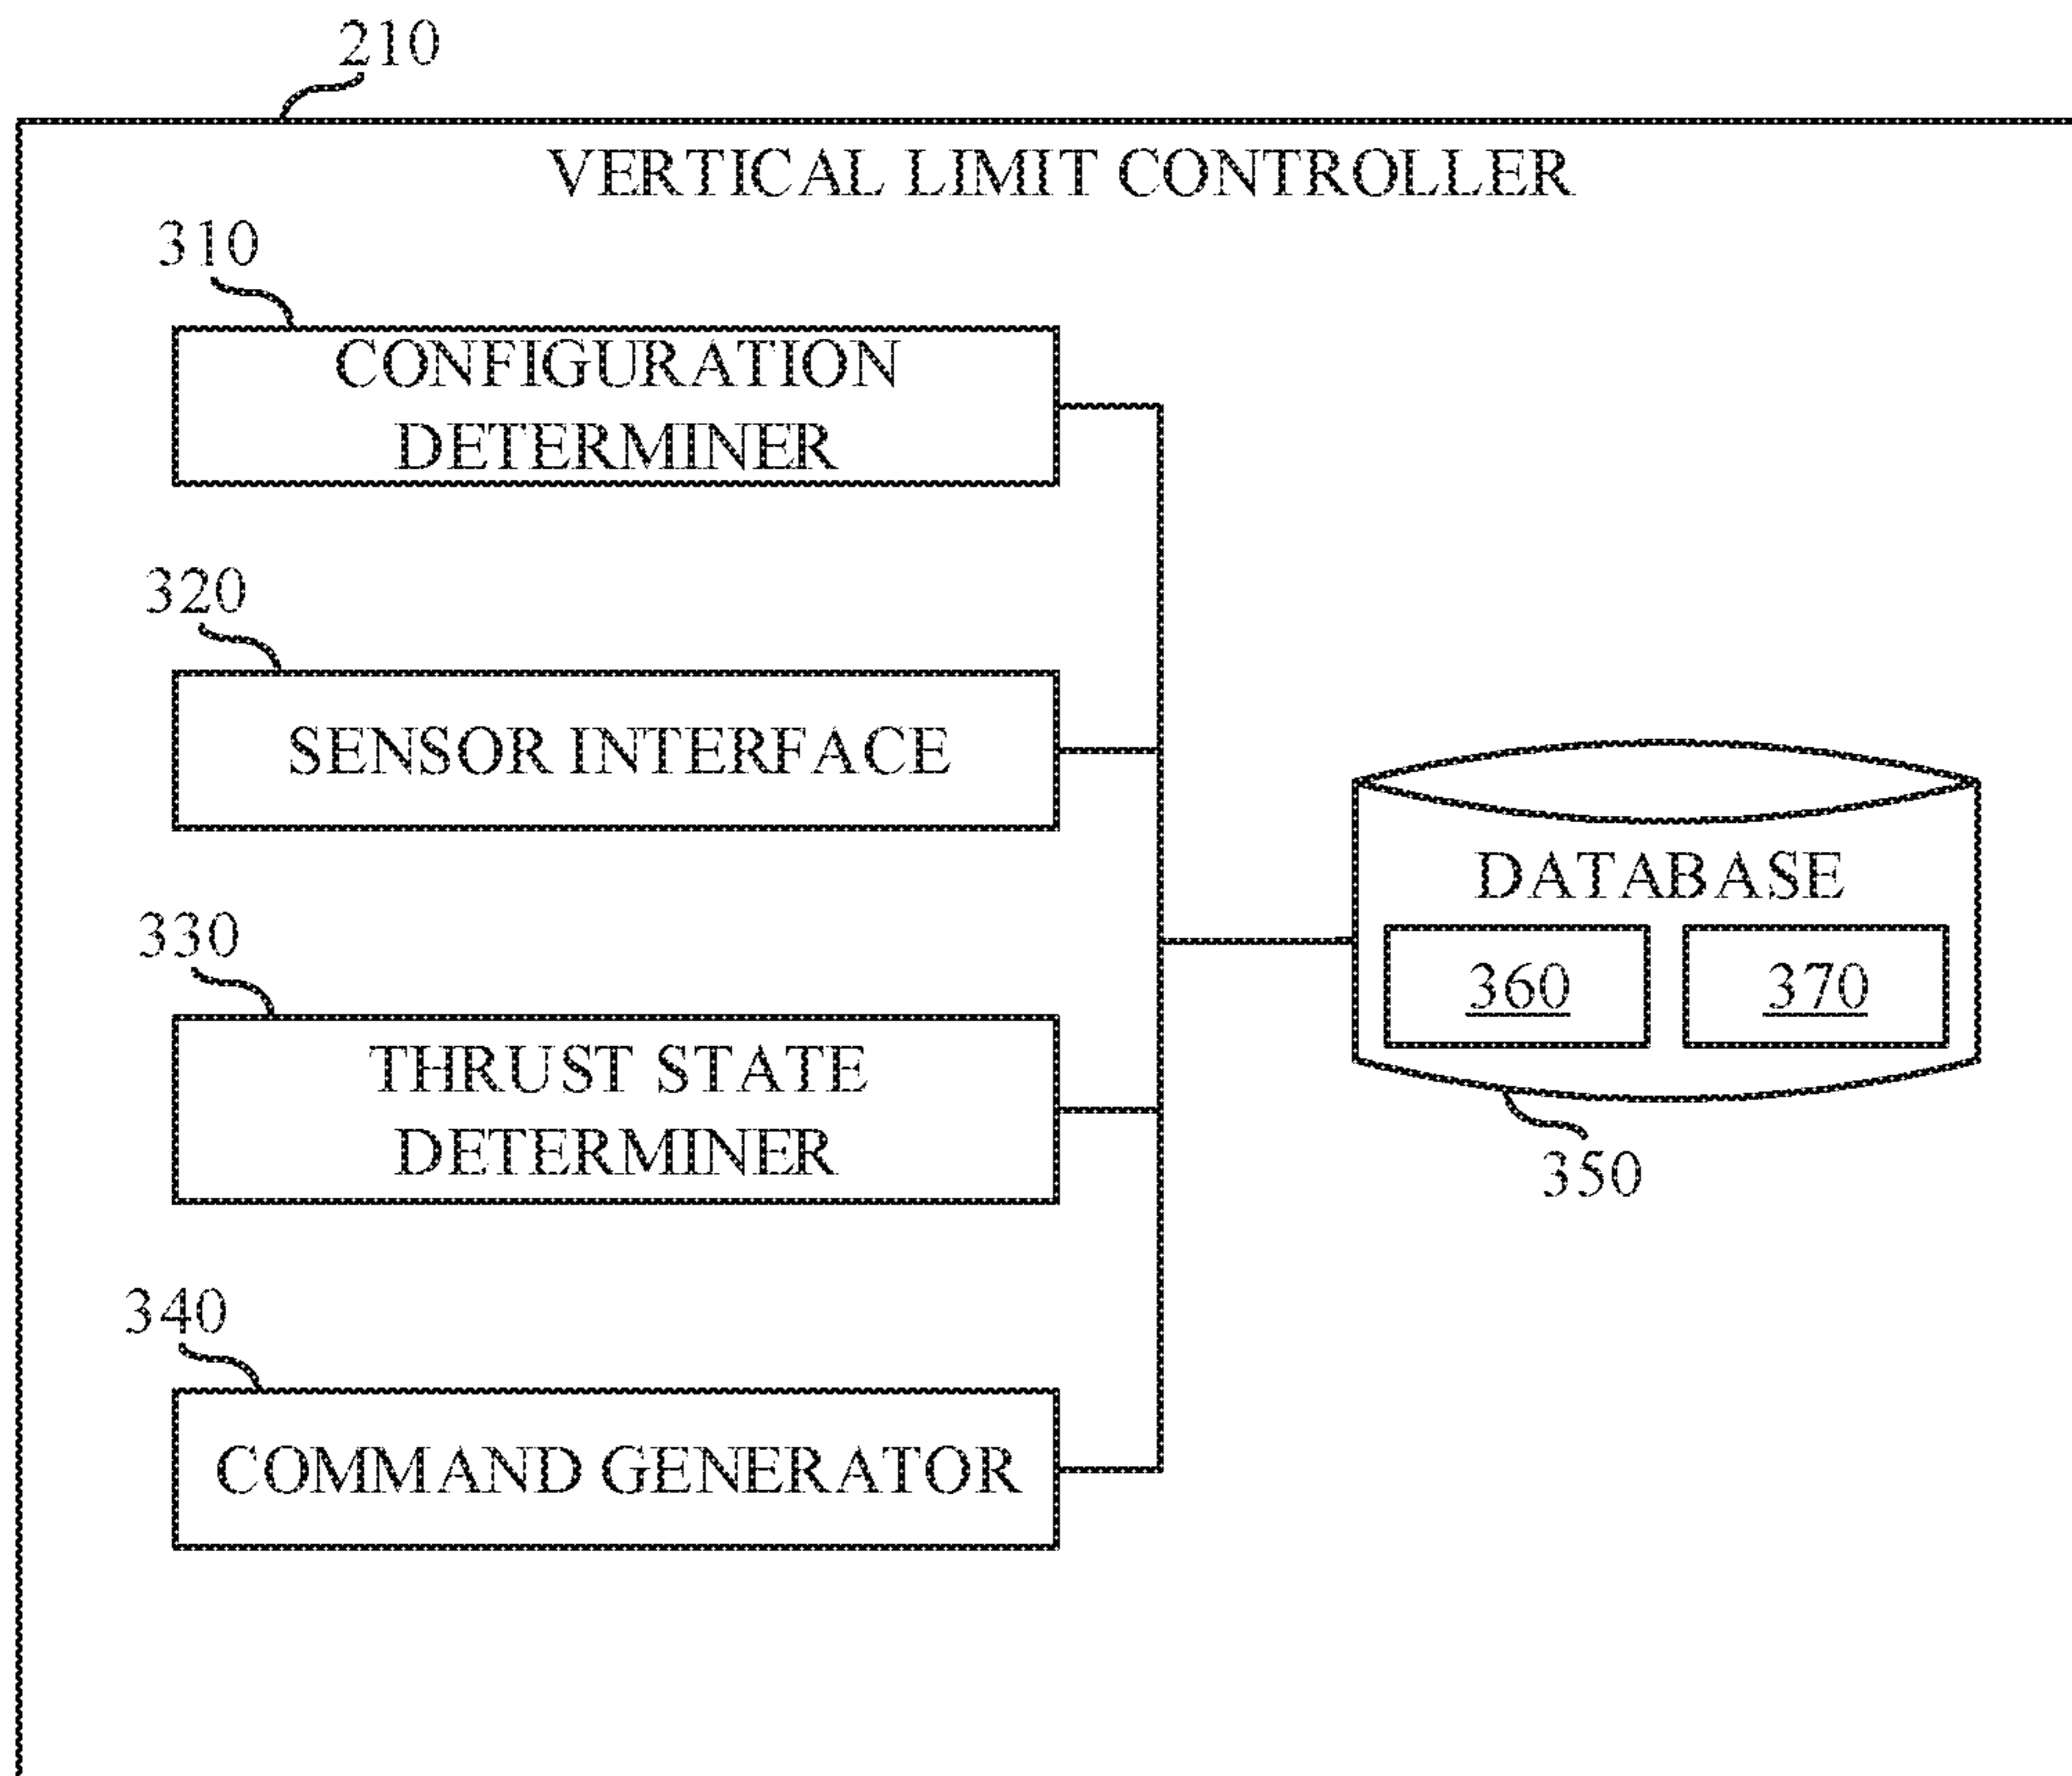 210
VERTICAL LIMIT CONTROLLER
310
CONFIGURATION
DETERMINER
320
SENSOR INTERFACE
330
THRUST STATE
DETERMINER
340
COMMAND GENERATOR
DATABASE
360
370
350